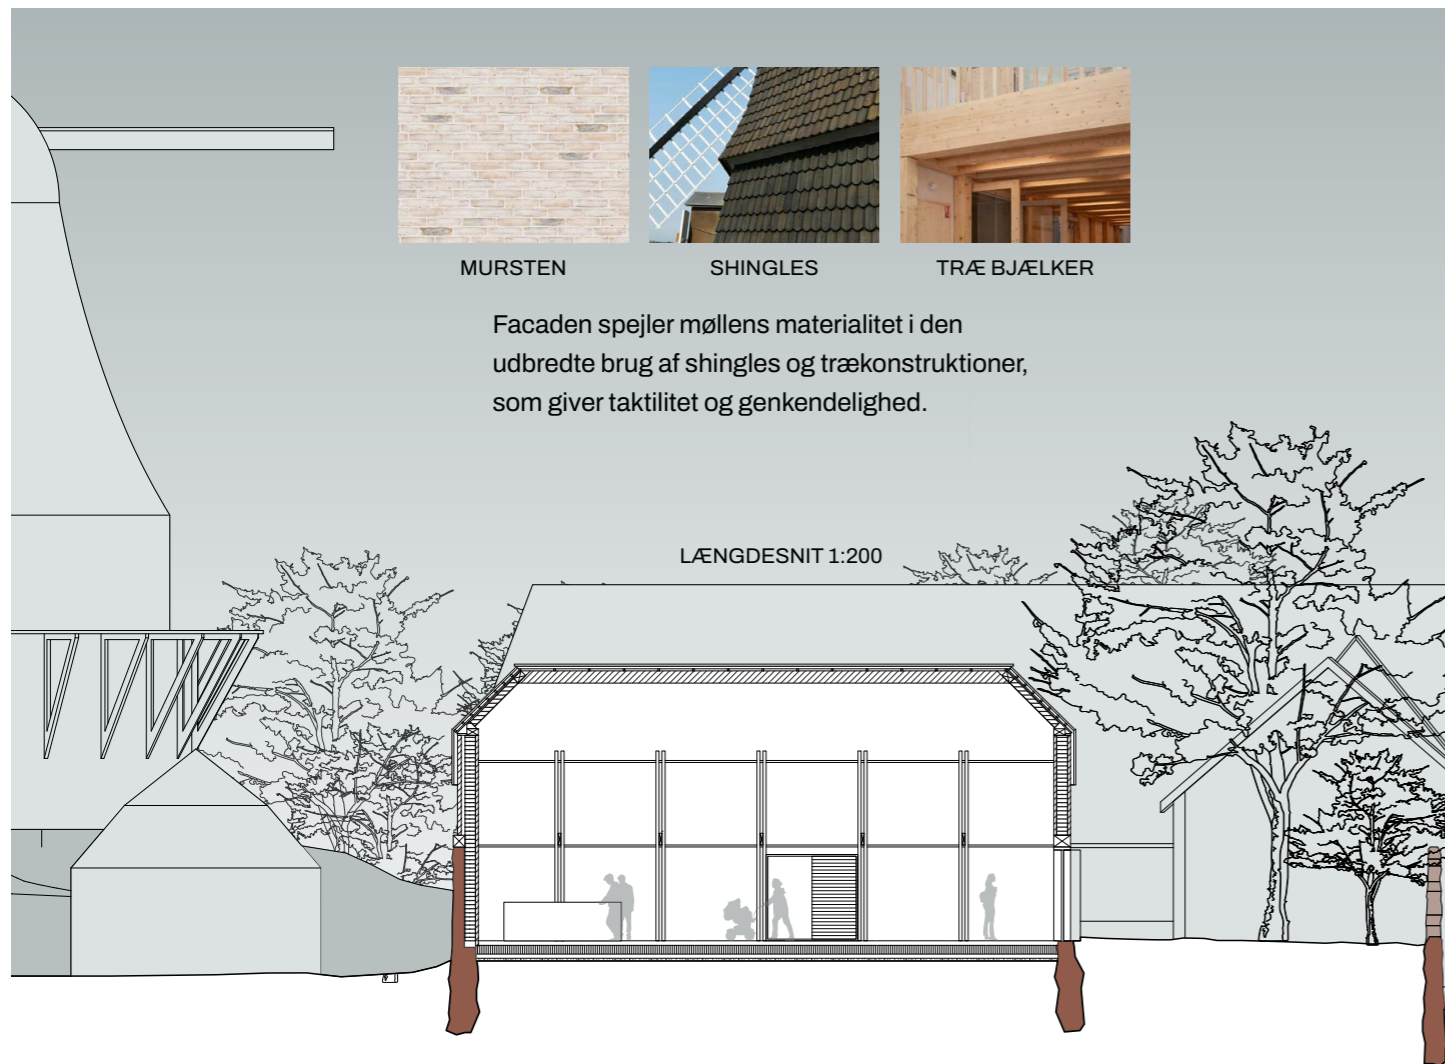 MURSTEN
SHINGLES
TRÆ BJÆLKER
Facaden spejler møllens materialitet i den
udbredte brug af shingles og trækonstruktioner,
som giver taktilitet og genkendelighed.
LÆNGDESNIT 1:200